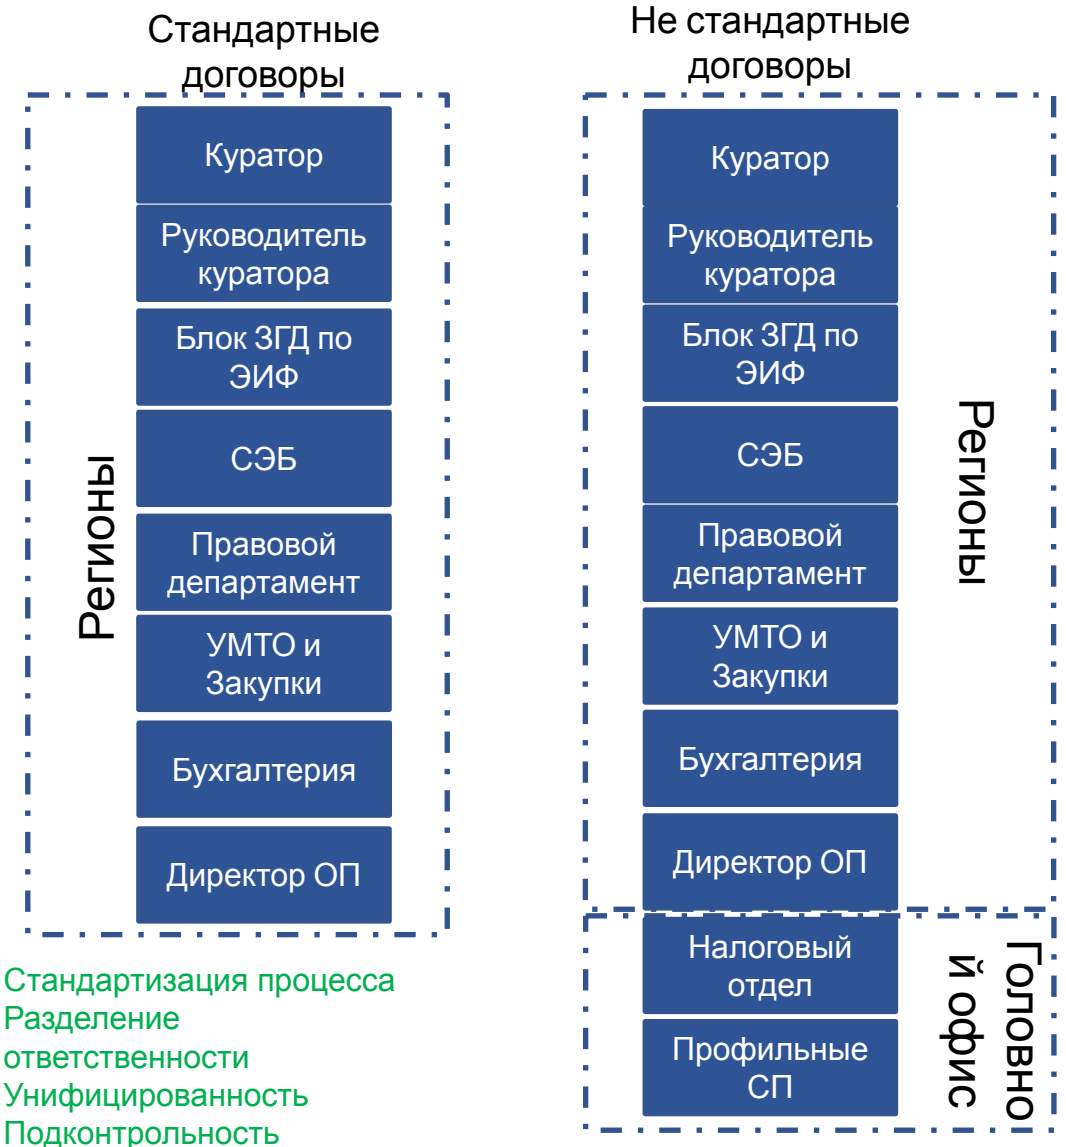 Стандартные
договоры
Регионы
Куратор
Руководитель
куратора
Блок ЗГД по
ЭИФ
СЭБ
Правовой
департамент
УМТО и
Закупки
Бухгалтерия
Директор ОП
Стандартизация процесса
Разделение
ответственности
Унифицированность
Подконтрольность
Не стандартные
договоры
Куратор
Руководитель
куратора
Блок ЗГД по
ЭИФ
СЭБ
Правовой
департамент
УМТО и
Закупки
Бухгалтерия
Директор ОП
Регионы
Налоговый
отдел
Профильные
СП
Головно
й офис